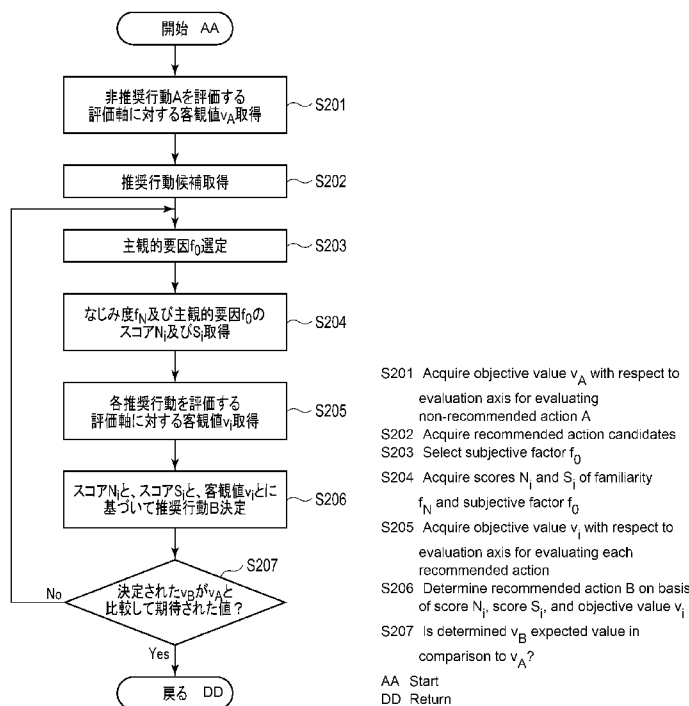 開始 AA
非推奨行動Aを評価する
評価軸に対する客観値vA取得
S201
推奨行動候補取得
S202
主観的要因f0選定
S203
なじみ度fN及び主観的要因f0の
スコアNi及びSi取得
S204
各推奨行動を評価する
評価軸に対する客観値vi取得
S205
スコアNiと、スコアSiと、客観値viとに
基づいて推奨行動B決定
S206
S207
決定されたvBがvAと
比較して期待された値？
No
Yes
戻る DD
S201 Acquire objective value vA with respect to
evaluation axis for evaluating
non-recommended action A
S202 Acquire recommended action candidates
S203 Select subjective factor f0
S204 Acquire scores Ni and Si of familiarity
fN and subjective factor f0
S205 Acquire objective value vi with respect to
evaluation axis for evaluating each
recommended action
S206 Determine recommended action B on basis
of score Ni, score Si, and objective value vi
S207 Is determined vB expected value in
comparison to vA?
AA Start
DD Return